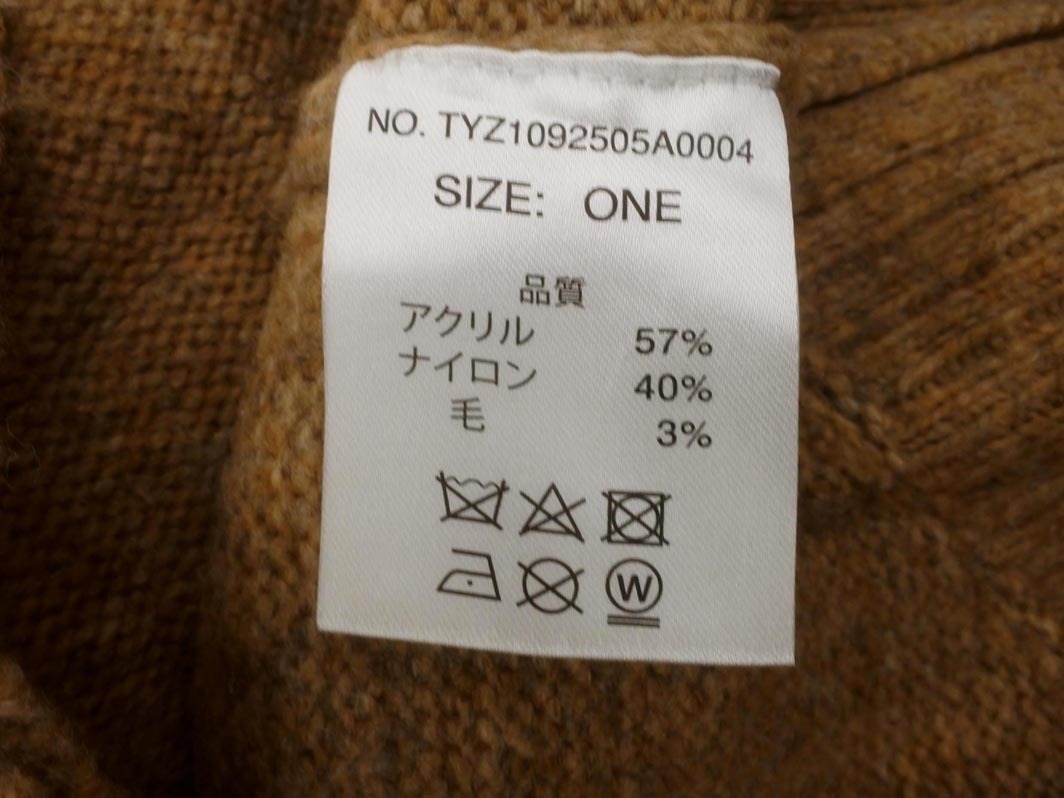 NO. TYZ1092505A0004
SIZE: ONE
品質
アクリル 57%
ナイロン 40%
毛 3%
W